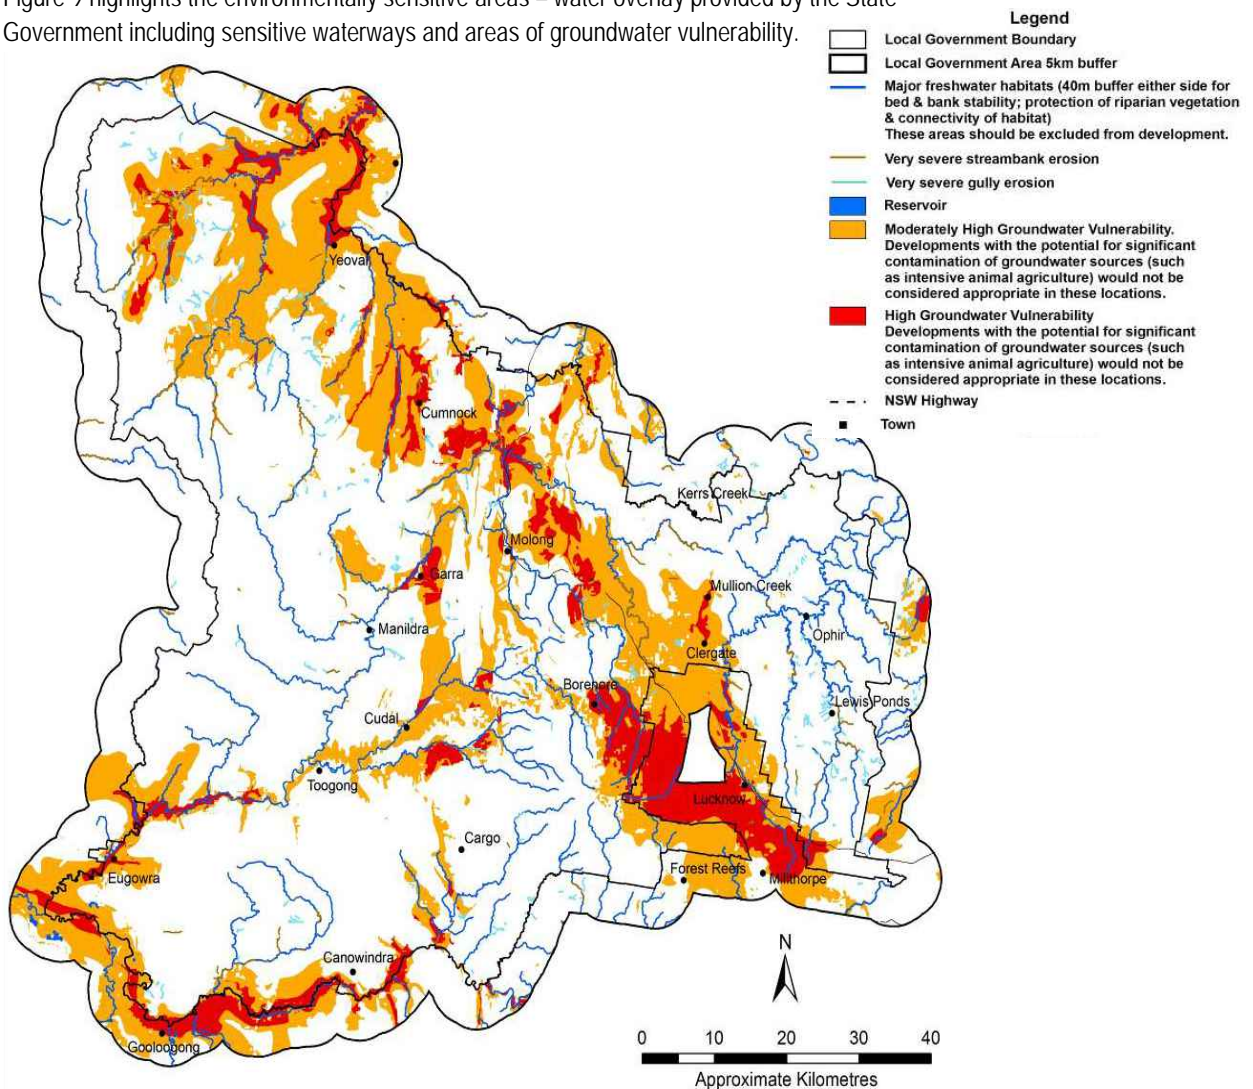 Figure 9 highlights the environmentally sensitive areas – water overlay provided by the State
Government including sensitive waterways and areas of groundwater vulnerability.
Legend
Local Government Boundary
Local Government Area 5km buffer
Major freshwater habitats (40m buffer either side for
bed & bank stability; protection of riparian vegetation
& connectivity of habitat)
These areas should be excluded from development.
Very severe streambank erosion
Very severe gully erosion
Reservoir
Moderately High Groundwater Vulnerability.
Developments with the potential for significant
contamination of groundwater sources (such
as intensive animal agriculture) would not be
considered appropriate in these locations.
High Groundwater Vulnerability
Developments with the potential for significant
contamination of groundwater sources (such
as intensive animal agriculture) would not be
considered appropriate in these locations.
NSW Highway
Town
Yeoval
Cumnock
Kerrs Creek
Molong
Garra
Mullion Creek
Manildra
Ophir
Clergate
Borenore
Lewis Ponds
Cudal
Toogong
Lucknow
Cargo
Forest Reefs
Millthorpe
Eugowra
Canowindra
Gooloogong
N
0 10 20 30 40
Approximate Kilometres